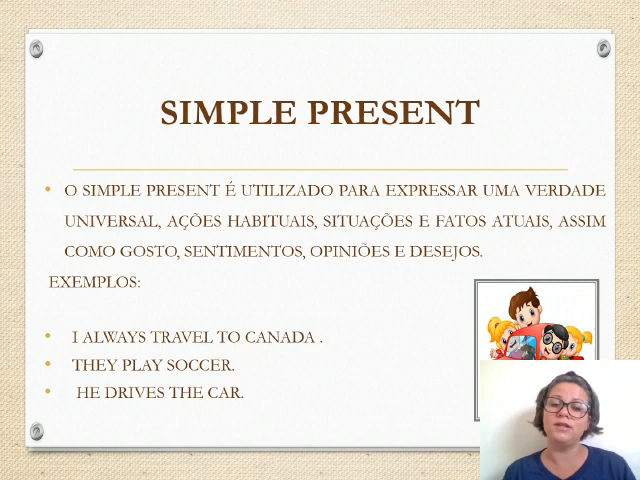 SIMPLE PRESENT
• O SIMPLE PRESENT É UTILIZADO PARA EXPRESSAR UMA VERDADE
UNIVERSAL, AÇÕES HABITUAIS, SITUAÇÕES E FATOS ATUAIS, ASSIM
COMO GOSTO, SENTIMENTOS, OPINIÕES E DESEJOS.
EXEMPLOS:
• I ALWAYS TRAVEL TO CANADA .
• THEY PLAY SOCCER.
• HE DRIVES THE CAR.